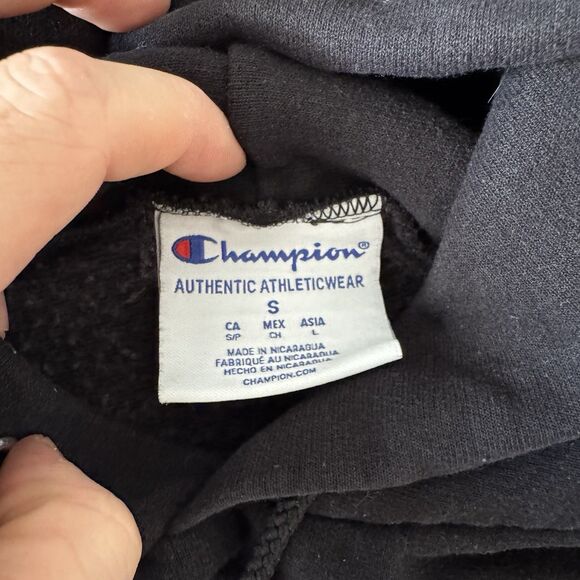 Champion®
AUTHENTIC ATHLETICWEAR
S
CA MEX ASIA
S/P CH L
MADE IN NICARAGUA
FABRIQUÉ AU NICARAGUA
HECHO EN NICARAGUA
CHAMPION.COM